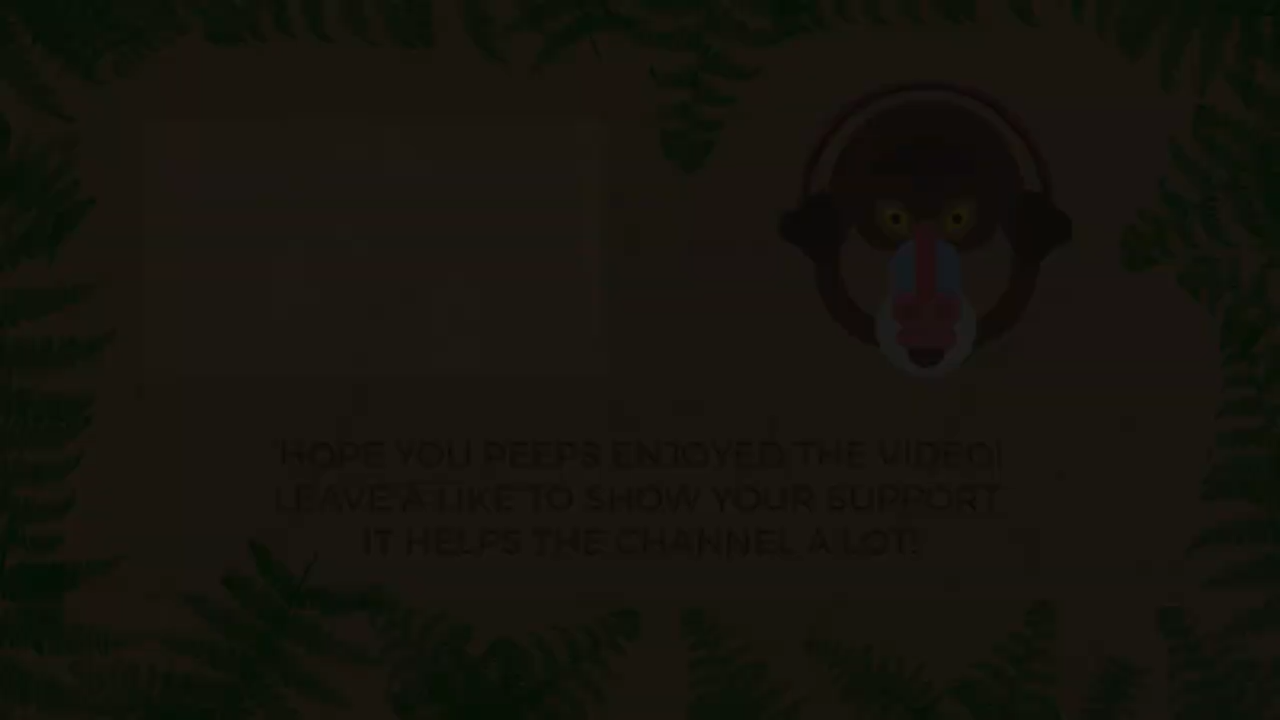 HOPE YOU PEEPS ENJOYED THE VIDEO!
LEAVE A LIKE TO SHOW YOUR SUPPORT
IT HELPS THE CHANNEL A LOT!